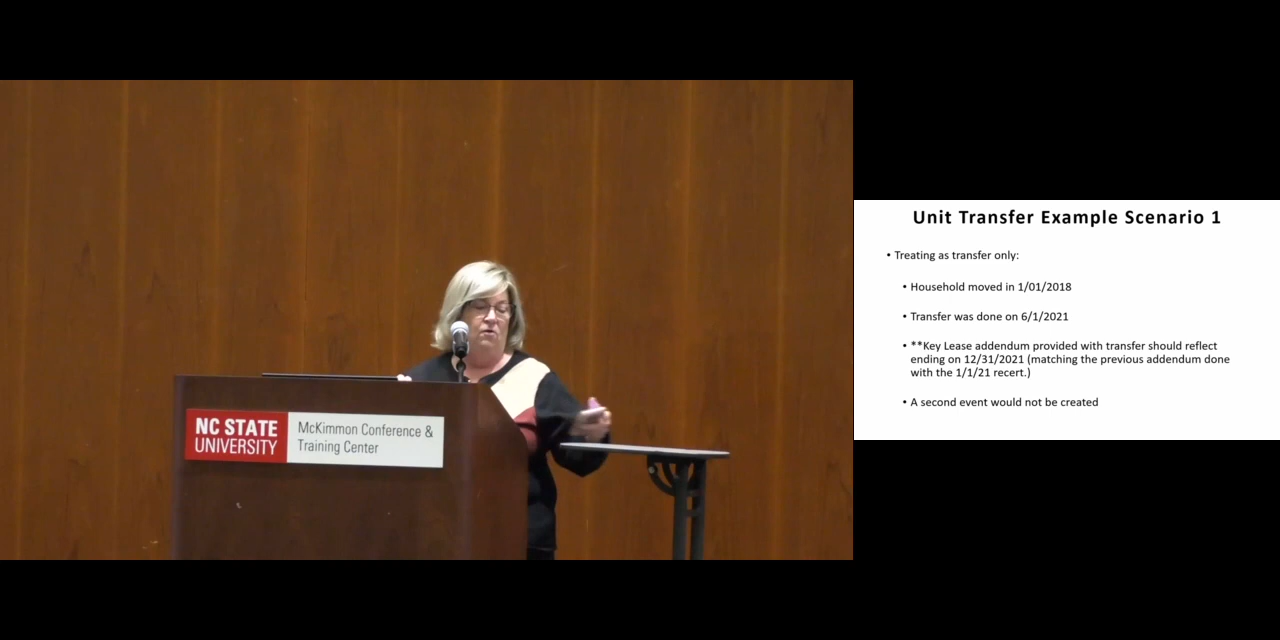 NC STATE
UNIVERSITY
McKimmon Conference &
Training Center
Unit Transfer Example Scenario 1
• Treating as transfer only:
• Household moved in 1/01/2018
• Transfer was done on 6/1/2021
• **Key Lease addendum provided with transfer should reflect
ending on 12/31/2021 (matching the previous addendum done
with the 1/1/21 recert.)
• A second event would not be created